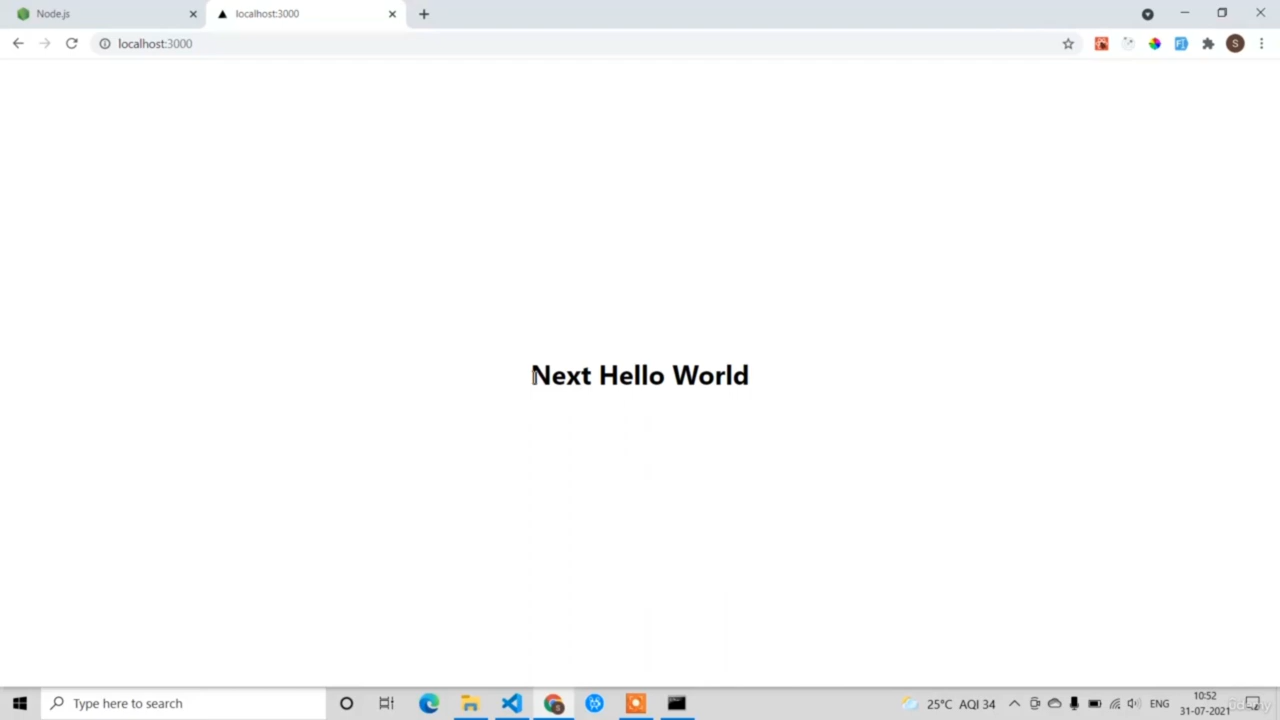 Node.js
localhost:3000
localhost:3000
S
Next Hello World
Type here to search
25°C AQI 34
ENG
10:52
31-07-2021